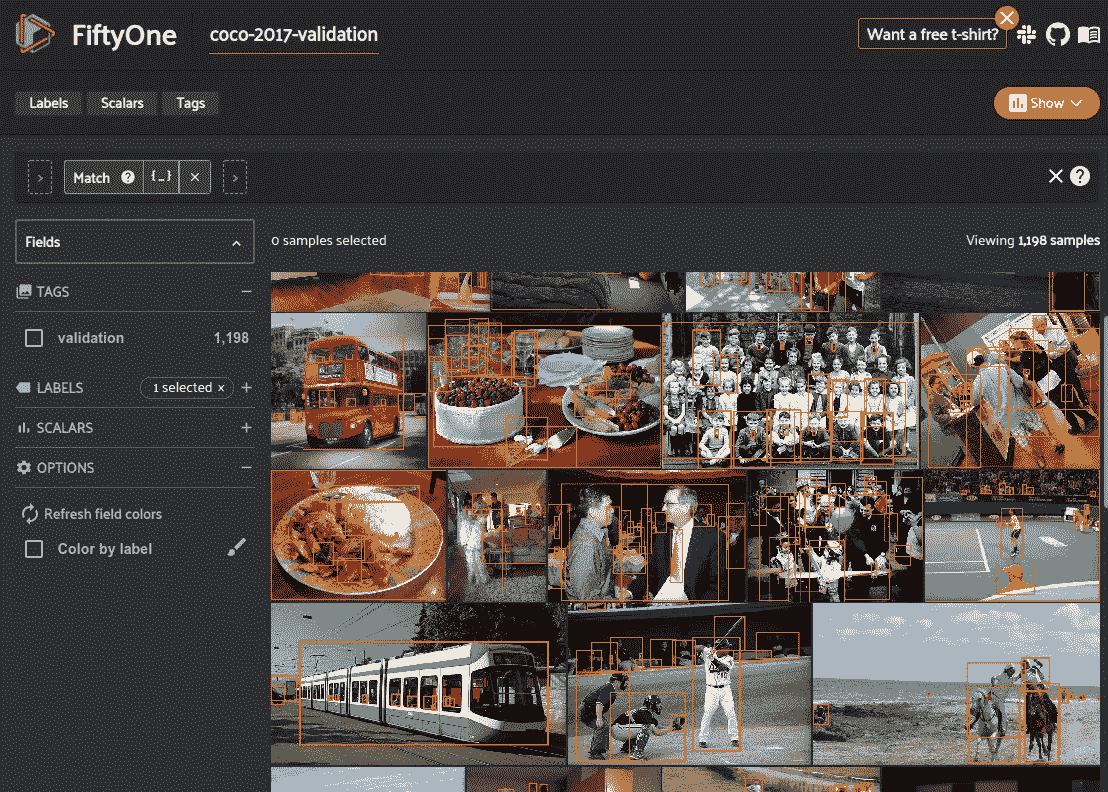 FiftyOne
coco-2017-validation
Want a free t-shirt?
Labels
Scalars
Tags
Show
Match ? {…}
?
Fields
0 samples selected
Viewing 1,198 samples
TAGS
validation 1,198
LABELS 1 selected ×
SCALARS
OPTIONS
Refresh field colors
Color by label